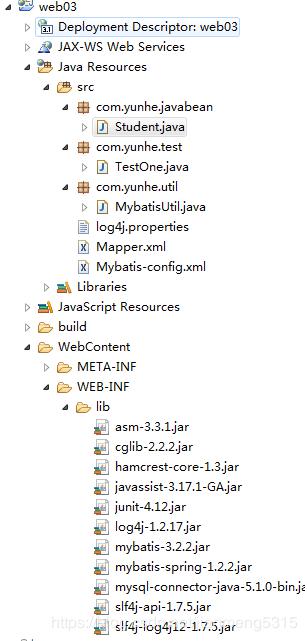 web03
Deployment Descriptor: web03
JAX-WS Web Services
Java Resources
src
com.yunhe.javabean
Student.java
com.yunhe.test
TestOne.java
com.yunhe.util
MybatisUtil.java
log4j.properties
Mapper.xml
Mybatis-config.xml
Libraries
JavaScript Resources
build
WebContent
META-INF
WEB-INF
lib
asm-3.3.1.jar
cglib-2.2.2.jar
hamcrest-core-1.3.jar
javassist-3.17.1-GA.jar
junit-4.12.jar
log4j-1.2.17.jar
mybatis-3.2.2.jar
mybatis-spring-1.2.2.jar
mysql-connector-java-5.1.0-bin.ja
slf4j-api-1.7.5.jar
slf4j-log4j12-1.7.5.jar